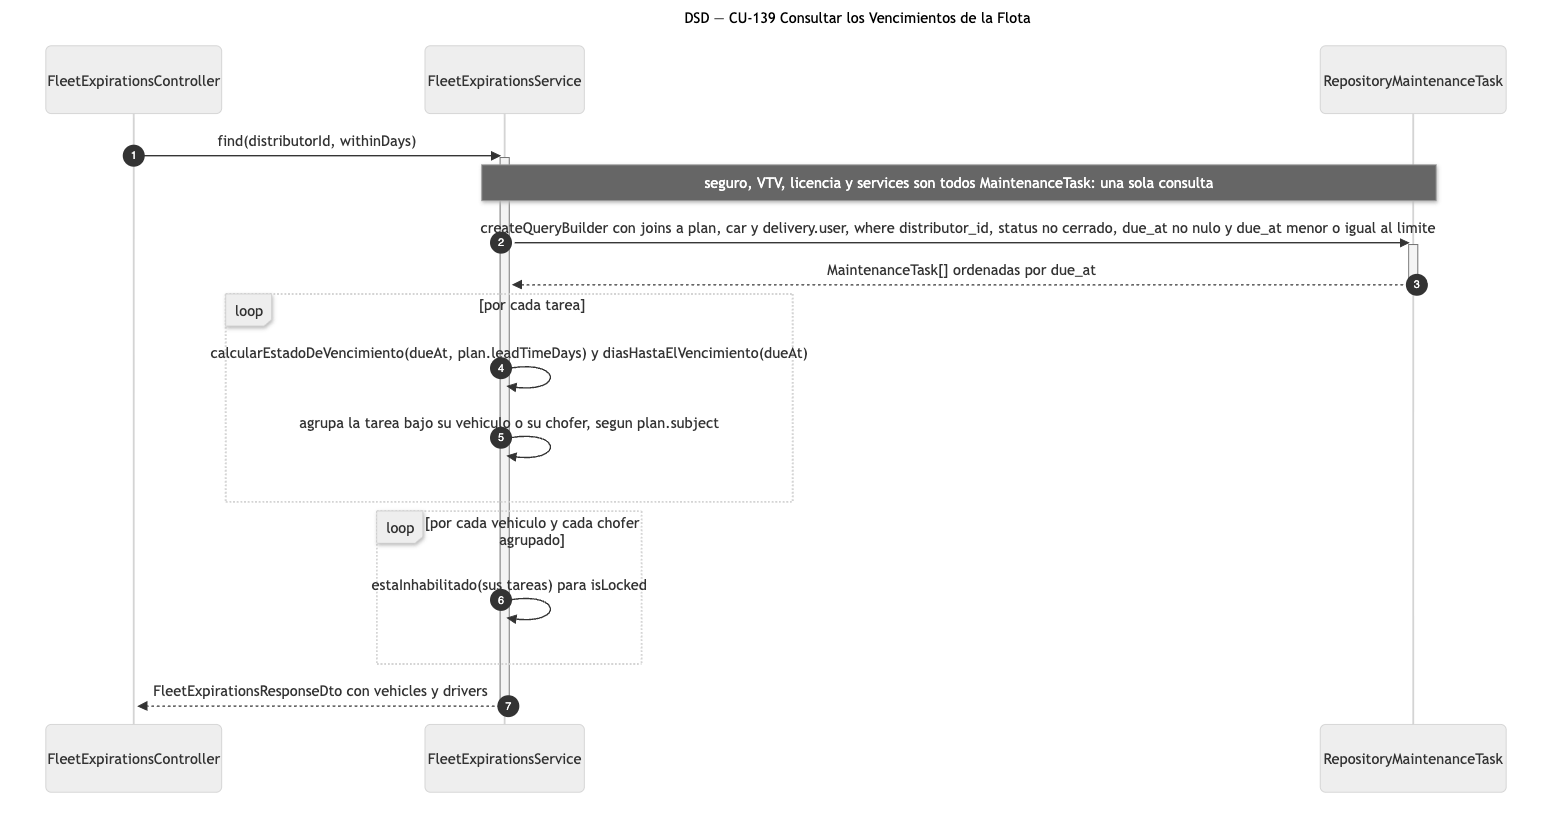 DSD — CU-139 Consultar los Vencimientos de la Flota
FleetExpirationsController
FleetExpirationsService
RepositoryMaintenanceTask
find(distributorId, withinDays)
1
seguro, VTV, licencia y services son todos MaintenanceTask: una sola consulta
createQueryBuilder con joins a plan, car y delivery.user, where distributor_id, status no cerrado, due_at no nulo y due_at menor o igual al limite
2
MaintenanceTask[] ordenadas por due_at
3
loop
[por cada tarea]
calcularEstadoDeVencimiento(dueAt, plan.leadTimeDays) y diasHastaElVencimiento(dueAt)
4
agrupa la tarea bajo su vehiculo o su chofer, segun plan.subject
5
loop
[por cada vehiculo y cada chofer
agrupado]
estaInhabilitado(sus tareas) para isLocked
6
FleetExpirationsResponseDto con vehicles y drivers
7
FleetExpirationsController
FleetExpirationsService
RepositoryMaintenanceTask